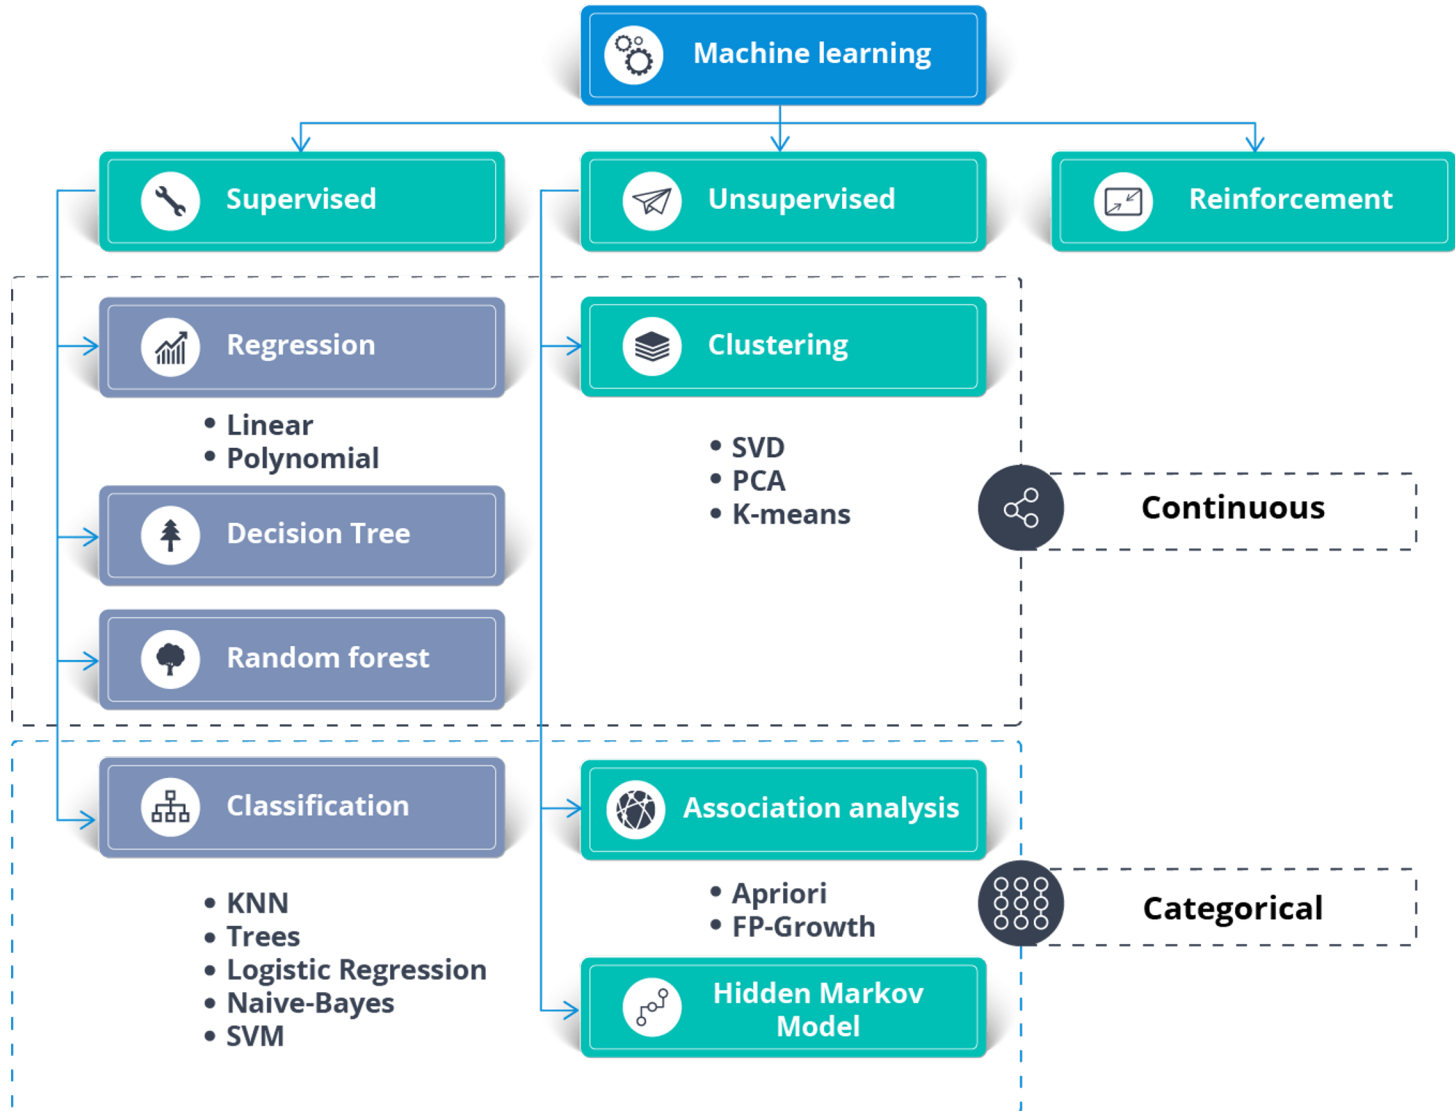 Machine learning
Supervised
Unsupervised
Reinforcement
Regression
• Linear
• Polynomial
Decision Tree
Random forest
Clustering
• SVD
• PCA
• K-means
Continuous
Classification
• KNN
• Trees
• Logistic Regression
• Naive-Bayes
• SVM
Association analysis
• Apriori
• FP-Growth
Hidden Markov
Model
Categorical